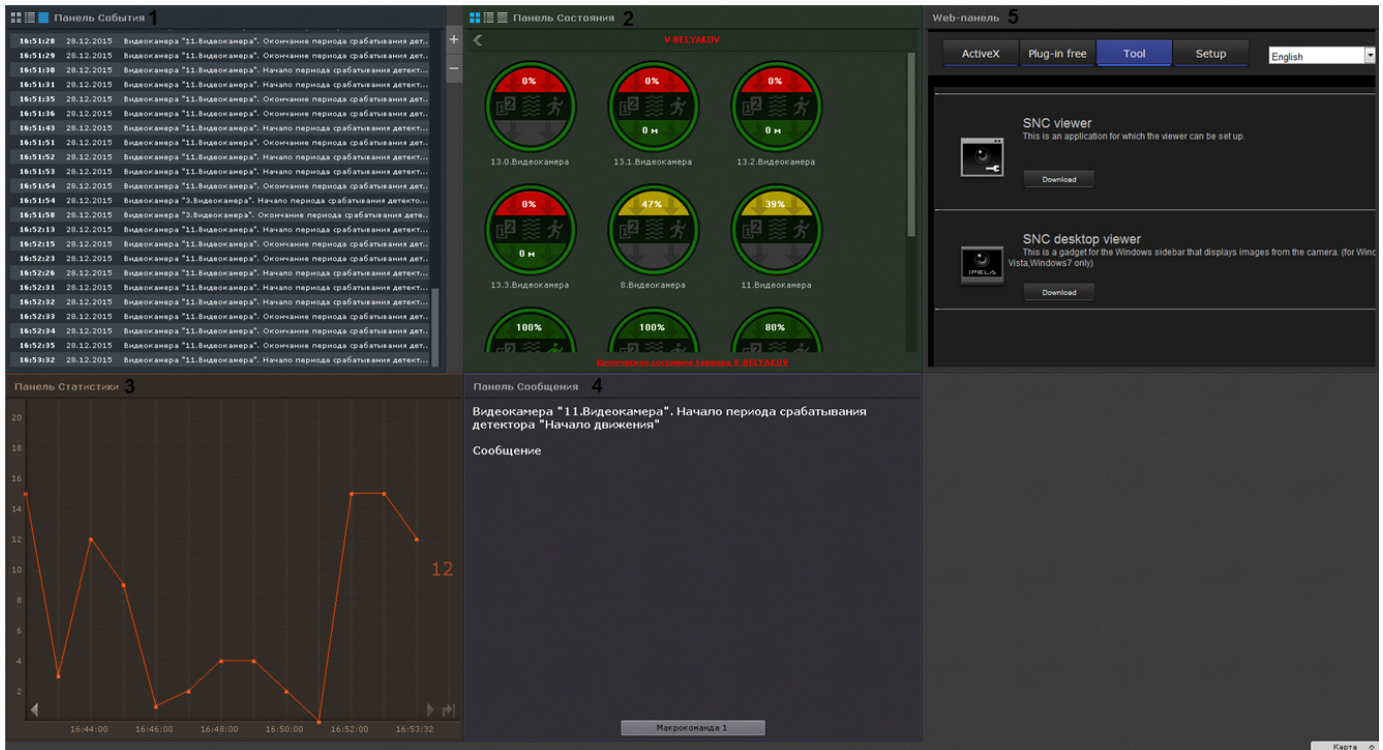 Панель События 1
16:51:28 28.12.2015 Видеокамера "11.Видеокамера". Окончание периода срабатывания дет..
16:51:29 28.12.2015 Видеокамера "11.Видеокамера". Окончание периода срабатывания дет..
16:51:30 28.12.2015 Видеокамера "11.Видеокамера". Начало периода срабатывания детект...
16:51:31 28.12.2015 Видеокамера "11.Видеокамера". Начало периода срабатывания детект...
16:51:35 28.12.2015 Видеокамера "11.Видеокамера". Окончание периода срабатывания дет..
16:51:36 28.12.2015 Видеокамера "11.Видеокамера". Окончание периода срабатывания дет..
16:51:43 28.12.2015 Видеокамера "11.Видеокамера". Начало периода срабатывания детект...
16:51:51 28.12.2015 Видеокамера "11.Видеокамера". Окончание периода срабатывания дет..
16:51:52 28.12.2015 Видеокамера "11.Видеокамера". Начало периода срабатывания детект...
16:51:53 28.12.2015 Видеокамера "11.Видеокамера". Начало периода срабатывания детект...
16:51:54 28.12.2015 Видеокамера "11.Видеокамера". Окончание периода срабатывания дет..
16:51:54 28.12.2015 Видеокамера "3.Видеокамера". Начало периода срабатывания детекто...
16:51:58 28.12.2015 Видеокамера "3.Видеокамера". Окончание периода срабатывания дете..
16:52:13 28.12.2015 Видеокамера "11.Видеокамера". Начало периода срабатывания детект...
16:52:15 28.12.2015 Видеокамера "11.Видеокамера". Окончание периода срабатывания дет..
16:52:23 28.12.2015 Видеокамера "11.Видеокамера". Окончание периода срабатывания дет..
16:52:26 28.12.2015 Видеокамера "11.Видеокамера". Начало периода срабатывания детект...
16:52:31 28.12.2015 Видеокамера "11.Видеокамера". Начало периода срабатывания детект...
16:52:32 28.12.2015 Видеокамера "11.Видеокамера". Начало периода срабатывания детект...
16:52:33 28.12.2015 Видеокамера "11.Видеокамера". Окончание периода срабатывания дет..
16:52:34 28.12.2015 Видеокамера "11.Видеокамера". Окончание периода срабатывания дет..
16:52:35 28.12.2015 Видеокамера "11.Видеокамера". Окончание периода срабатывания дет..
16:53:32 28.12.2015 Видеокамера "11.Видеокамера". Начало периода срабатывания детект...
+
−
Панель Состояния 2
V-BELYAKOV
0% 0% 0%
12 12 12
0 м 0 м
13.0.Видеокамера 13.1.Видеокамера 13.2.Видеокамера
0% 47% 39%
12 12 12
0 м
13.3.Видеокамера 8.Видеокамера 11.Видеокамера
100% 100% 80%
Критическое состояние Сервера V-BELYAKOV
Web-панель 5
ActiveX Plug-in free Tool Setup English
SNC viewer
This is an application for which the viewer can be set up.
Download
SNC desktop viewer
This is a gadget for the Windows sidebar that displays images from the camera. (for Winc
Vista,Windows7 only)
IPELA
Download
Панель Статистики 3
20
18
16
14
12
10
8
6
4
2
12
16:44:00 16:46:00 16:48:00 16:50:00 16:52:00 16:53:32
Панель Сообщения 4
Видеокамера "11.Видеокамера". Начало периода срабатывания
детектора "Начало движения"
Сообщение
Макрокоманда 1
Карта